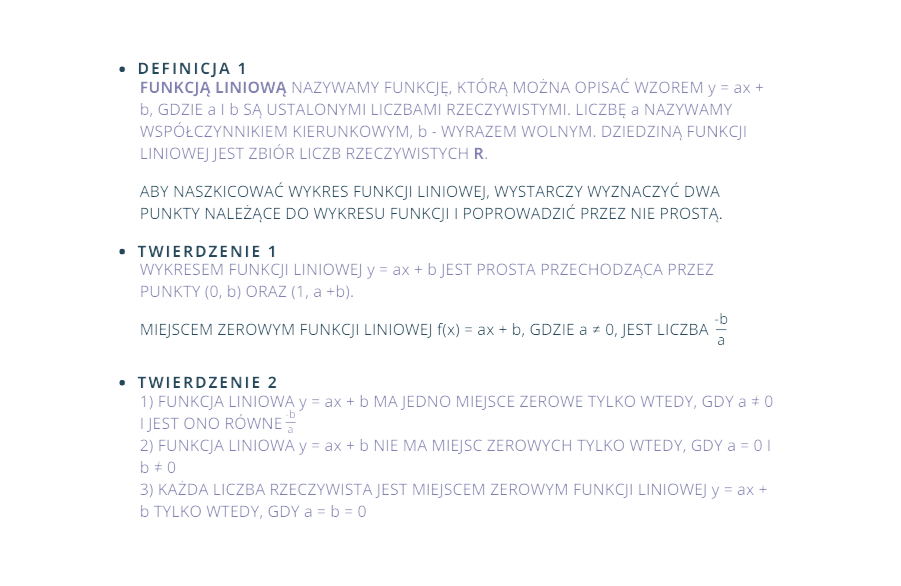 • DEFINICJA 1
FUNKCJĄ LINIOWĄ NAZYWAMY FUNKCJĘ, KTÓRĄ MOŻNA OPISAĆ WZOREM y = ax +
b, GDZIE a I b SĄ USTALONYMI LICZBAMI RZECZYWISTYMI. LICZBĘ a NAZYWAMY
WSPÓŁCZYNNIKIEM KIERUNKOWYM, b - WYRAZEM WOLNYM. DZIEDZINĄ FUNKCJI
LINIOWEJ JEST ZBIÓR LICZB RZECZYWISTYCH R.
ABY NASZKICOWAĆ WYKRES FUNKCJI LINIOWEJ, WYSTARCZY WYZNACZYĆ DWA
PUNKTY NALEŻĄCE DO WYKRESU FUNKCJI I POPROWADZIĆ PRZEZ NIE PROSTĄ.
• TWIERDZENIE 1
WYKRESEM FUNKCJI LINIOWEJ y = ax + b JEST PROSTA PRZECHODZĄCA PRZEZ
PUNKTY (0, b) ORAZ (1, a +b).
MIEJSCEM ZEROWYM FUNKCJI LINIOWEJ f(x) = ax + b, GDZIE a ≠ 0, JEST LICZBA -b/a
• TWIERDZENIE 2
1) FUNKCJA LINIOWA y = ax + b MA JEDNO MIEJSCE ZEROWE TYLKO WTEDY, GDY a ≠ 0
I JEST ONO RÓWNE -b/a
2) FUNKCJA LINIOWA y = ax + b NIE MA MIEJSC ZEROWYCH TYLKO WTEDY, GDY a = 0 I
b ≠ 0
3) KAŻDA LICZBA RZECZYWISTA JEST MIEJSCEM ZEROWYM FUNKCJI LINIOWEJ y = ax +
b TYLKO WTEDY, GDY a = b = 0